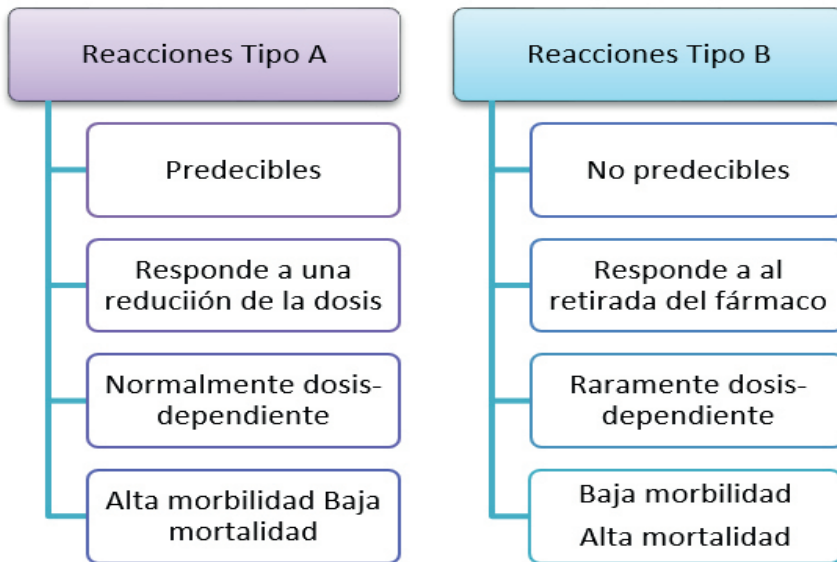 Reacciones Tipo A
Predecibles
Responde a una
reduciión de la dosis
Normalmente dosis-
dependiente
Alta morbilidad Baja
mortalidad
Reacciones Tipo B
No predecibles
Responde a al
retirada del fármaco
Raramente dosis-
dependiente
Baja morbilidad
Alta mortalidad